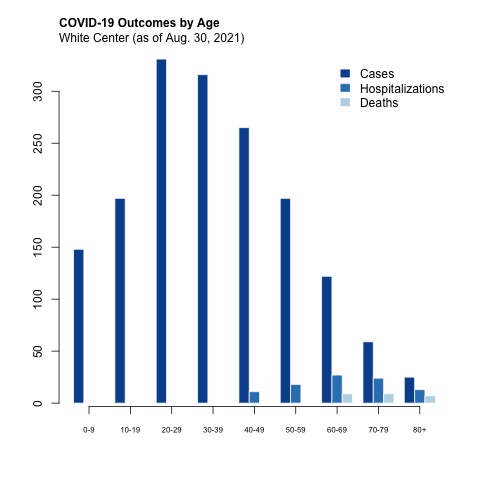 COVID-19 Outcomes by Age
White Center (as of Aug. 30, 2021)
Cases
Hospitalizations
Deaths
300
250
200
150
100
50
0
0-9 10-19 20-29 30-39 40-49 50-59 60-69 70-79 80+